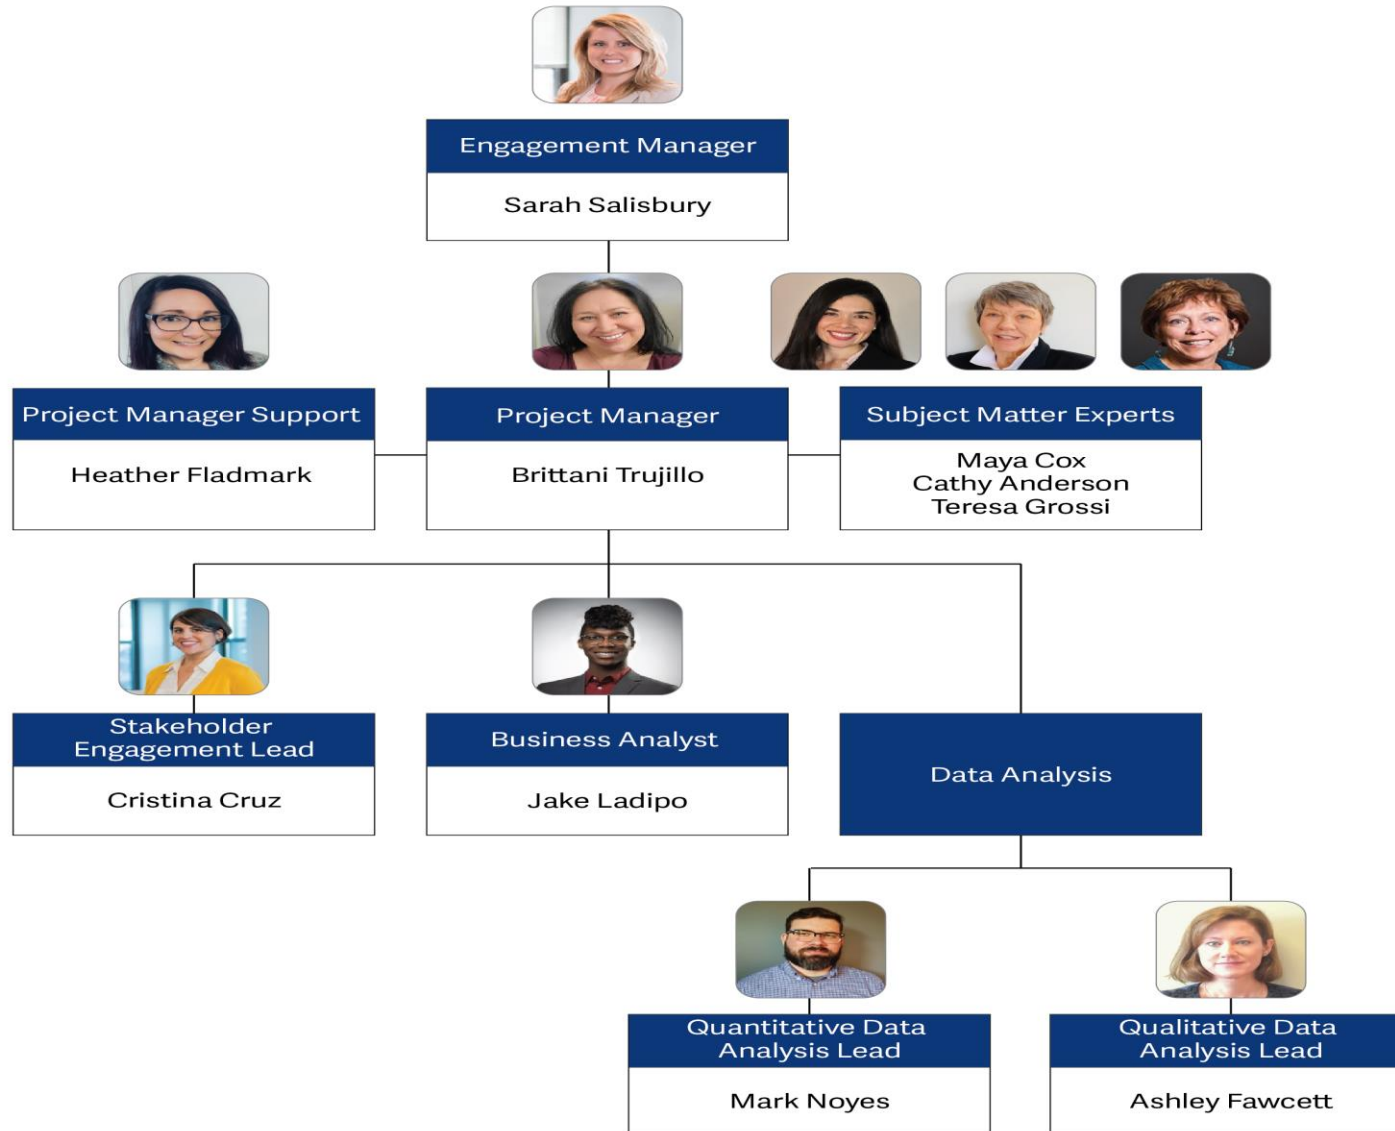 Engagement Manager
Sarah Salisbury
Project Manager Support
Heather Fladmark
Project Manager
Brittani Trujillo
Subject Matter Experts
Maya Cox
Cathy Anderson
Teresa Grossi
Stakeholder
Engagement Lead
Cristina Cruz
Business Analyst
Jake Ladipo
Data Analysis
Quantitative Data
Analysis Lead
Mark Noyes
Qualitative Data
Analysis Lead
Ashley Fawcett